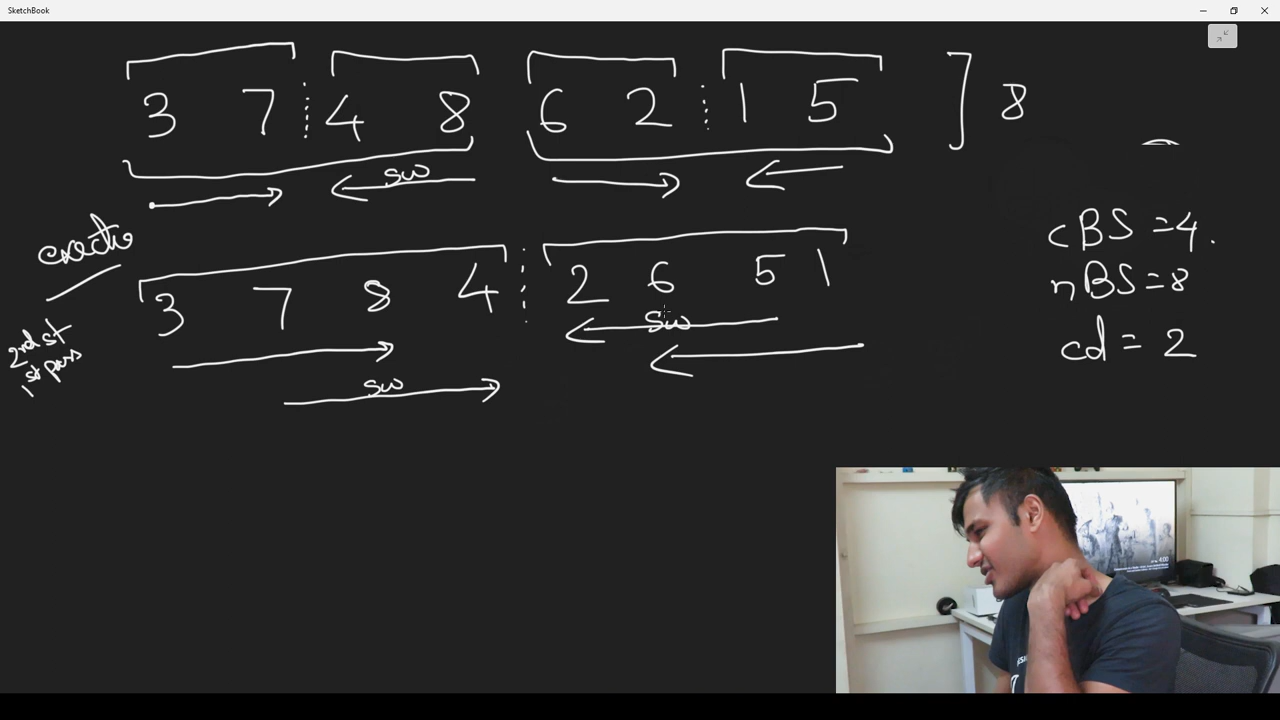 SketchBook
3 7 4 8 6 2 1 5 ] 8
sw
cBS = 4.
3 7 8 4 2 6 5 1
nBS = 8
sw
2nd st
cd = 2
1st pass
sw